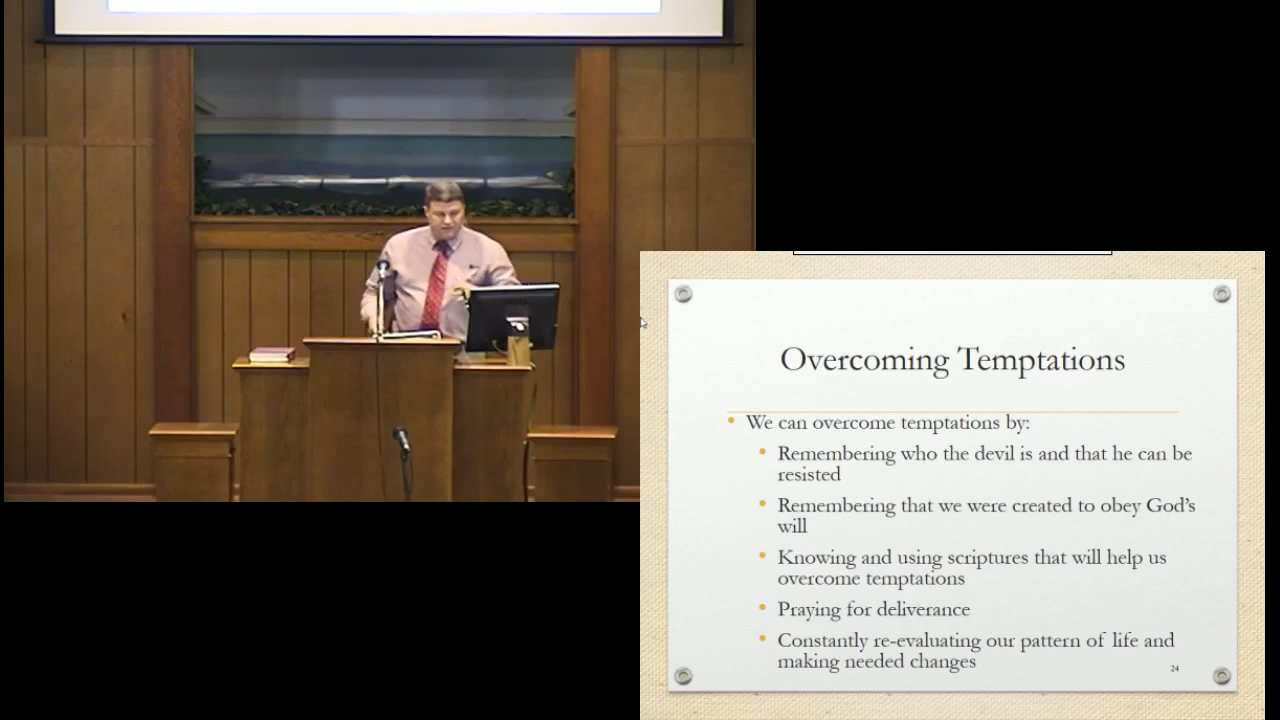 Overcoming Temptations
• We can overcome temptations by:
• Remembering who the devil is and that he can be
resisted
• Remembering that we were created to obey God's
will
• Knowing and using scriptures that will help us
overcome temptations
• Praying for deliverance
• Constantly re-evaluating our pattern of life and
making needed changes
24